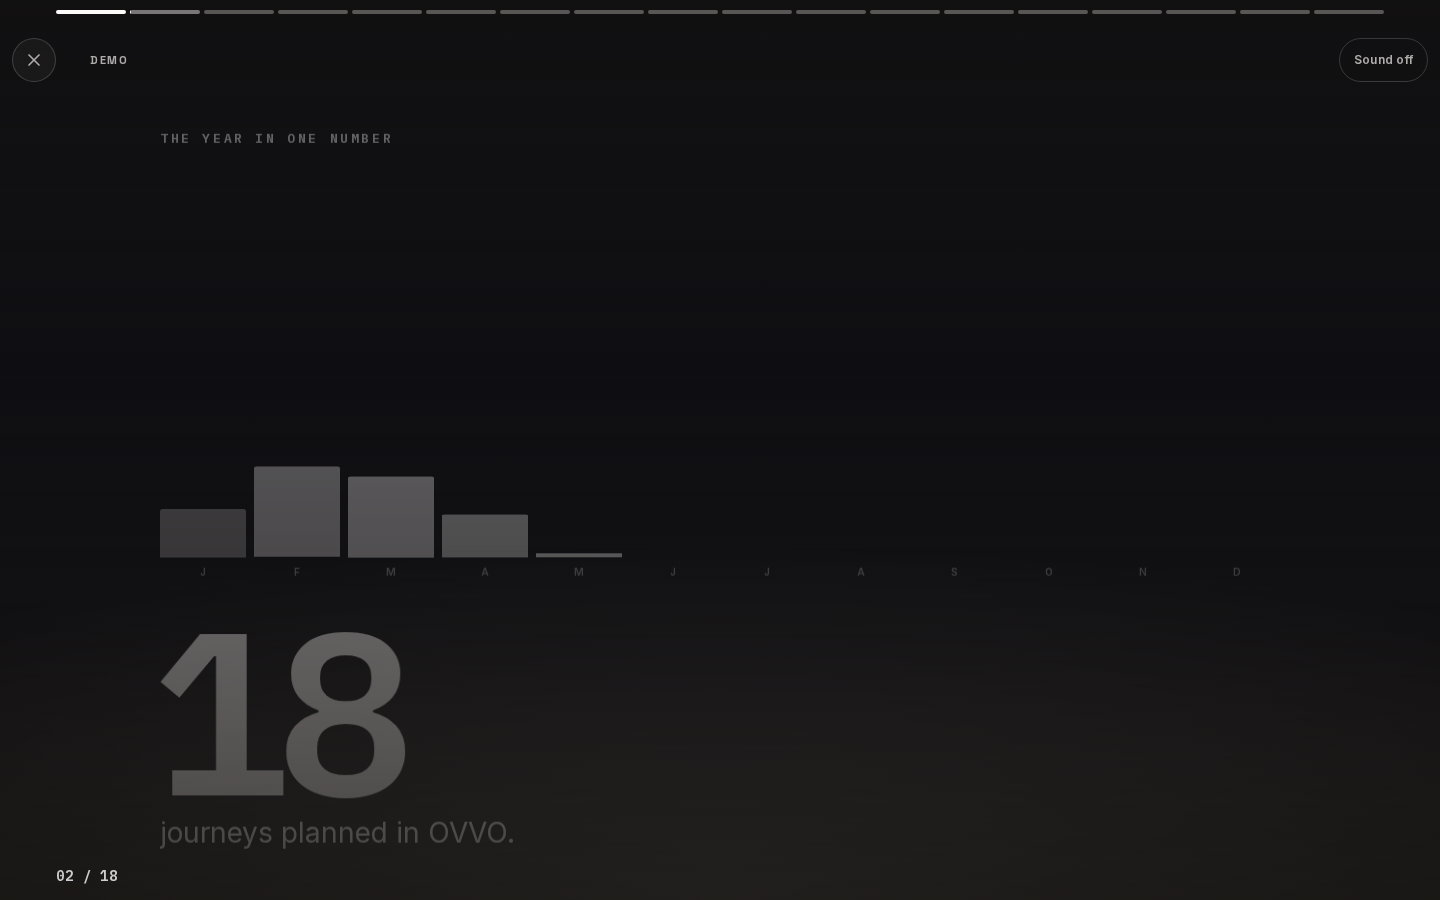 DEMO
Sound off
THE YEAR IN ONE NUMBER
J F M A M J J A S O N D
18
journeys planned in OVVO.
02 / 18